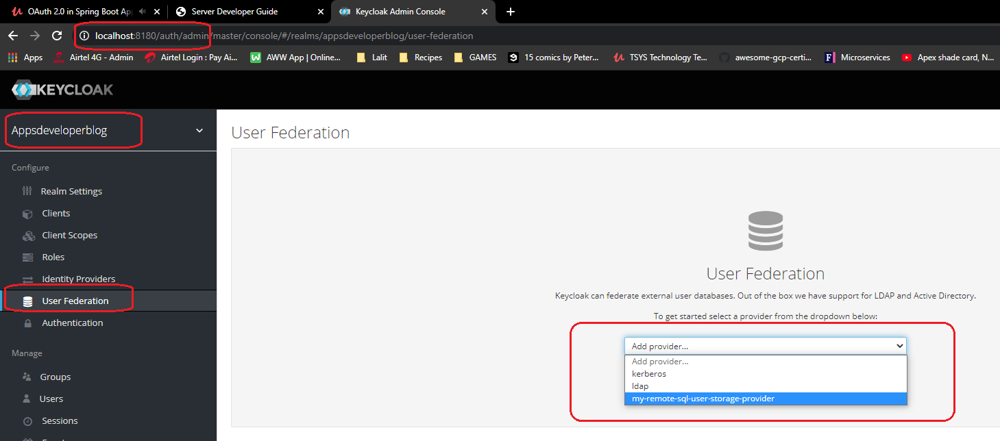 OAuth 2.0 in Spring Boot App
Server Developer Guide
Keycloak Admin Console
localhost:8180/auth/admin/master/console/#/realms/appsdeveloperblog/user-federation
Apps
Airtel 4G - Admin
Airtel Login : Pay Ai...
AWW App | Online...
Lalit
Recipes
GAMES
15 comics by Peter...
TSYS Technology Te...
awesome-gcp-certi...
Microservices
Apex shade card, N...
KEYCLOAK
Appsdeveloperblog
Configure
Realm Settings
Clients
Client Scopes
Roles
Identity Providers
User Federation
Authentication
Manage
Groups
Users
Sessions
User Federation
User Federation
Keycloak can federate external user databases. Out of the box we have support for LDAP and Active Directory.
To get started select a provider from the dropdown below:
Add provider...
Add provider...
kerberos
ldap
my-remote-sql-user-storage-provider